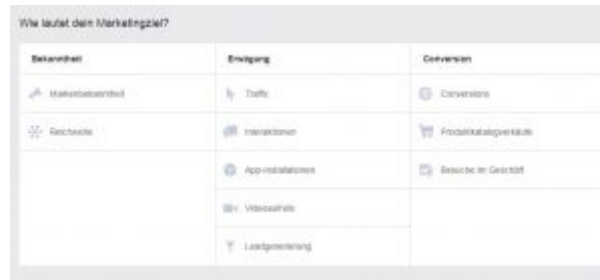 Wie lautet dein Marketingziel?
Bekanntheit
Erwägung
Conversion
Markenbekanntheit
Traffic
Conversions
Reichweite
Interaktionen
Produktkatalogverkäufe
App-Installationen
Besuche im Geschäft
Videoaufrufe
Leadgenerierung